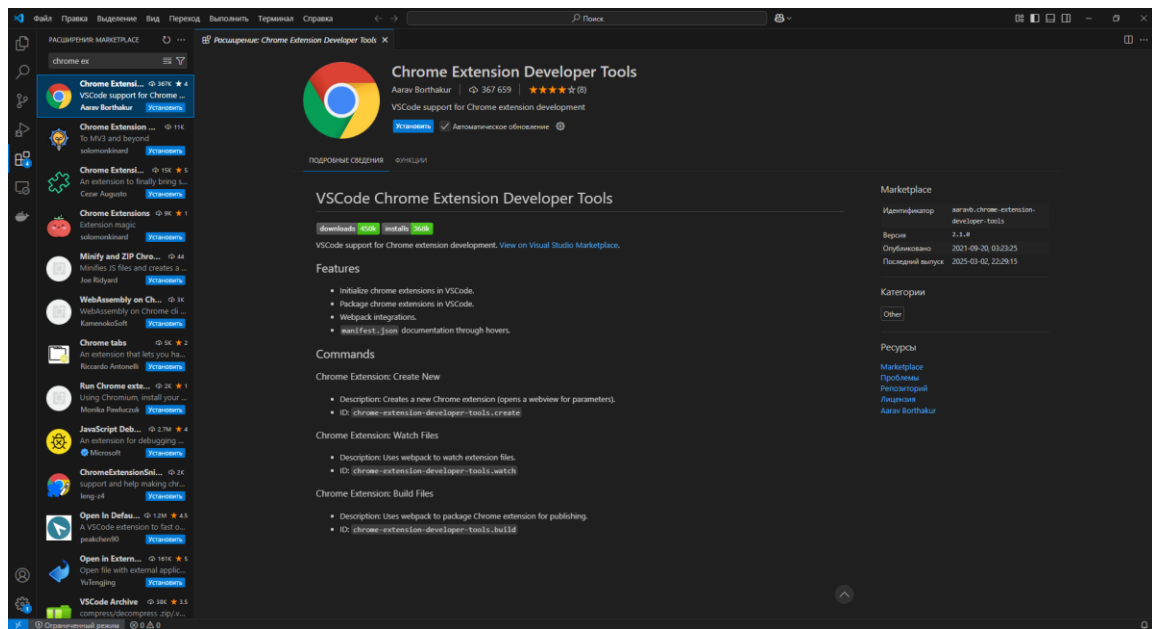 Файл Правка Выделение Вид Переход Выполнить Терминал Справка
Поиск
РАСШИРЕНИЯ: MARKETPLACE
chrome ex
Chrome Extensi... 367K ★ 4
VSCode support for Chrome ...
Aarav Borthakur Установить
Chrome Extension ... 11K
To MV3 and beyond
solomonkinard Установить
Chrome Extensi... 15K ★ 5
An extension to finally bring s...
Cezar Augusto Установить
Chrome Extensions 9K ★ 1
Extension magic
solomonkinard Установить
Minify and ZIP Chro... 44
Minifies JS files and creates a ...
Joe Ridyard Установить
WebAssembly on Ch... 3K
WebAssembly on Chrome cli ...
KamenokoSoft Установить
Chrome tabs 5K ★ 2
An extension that lets you ha...
Riccardo Antonelli Установить
Run Chrome exte... 2K ★ 1
Using Chromium, install your ...
Monika Pawluczuk Установить
JavaScript Deb... 2.7M ★ 4
An extension for debugging ...
Microsoft Установить
ChromeExtensionSni... 2K
support and help making chr...
leng-z4 Установить
Open In Defau... 1.2M ★ 4.5
A VSCode extension to fast o...
peakchen90 Установить
Open in Extern... 161K ★ 5
Open file with external applic...
YuTengjing Установить
VSCode Archive 38K ★ 3.5
compress/decompress .zip/.v...
Расширение: Chrome Extension Developer Tools
Chrome Extension Developer Tools
Aarav Borthakur 367 659 ★★★★☆(8)
VSCode support for Chrome extension development
Установить Автоматическое обновление
ПОДРОБНЫЕ СВЕДЕНИЯ ФУНКЦИИ
VSCode Chrome Extension Developer Tools
downloads 450k installs 368k
VSCode support for Chrome extension development. View on Visual Studio Marketplace.
Features
• Initialize chrome extensions in VSCode.
• Package chrome extensions in VSCode.
• Webpack integrations.
• manifest.json documentation through hovers.
Commands
Chrome Extension: Create New
• Description: Creates a new Chrome extension (opens a webview for parameters).
• ID: chrome-extension-developer-tools.create
Chrome Extension: Watch Files
• Description: Uses webpack to watch extension files.
• ID: chrome-extension-developer-tools.watch
Chrome Extension: Build Files
• Description: Uses webpack to package Chrome extension for publishing.
• ID: chrome-extension-developer-tools.build
Marketplace
Идентификатор aaravb.chrome-extension-
developer-tools
Версия 2.1.0
Опубликовано 2021-09-20, 03:23:25
Последний выпуск 2025-03-02, 22:29:15
Категории
Other
Ресурсы
Marketplace
Проблемы
Репозиторий
Лицензия
Aarav Borthakur
Ограниченный режим 0 0